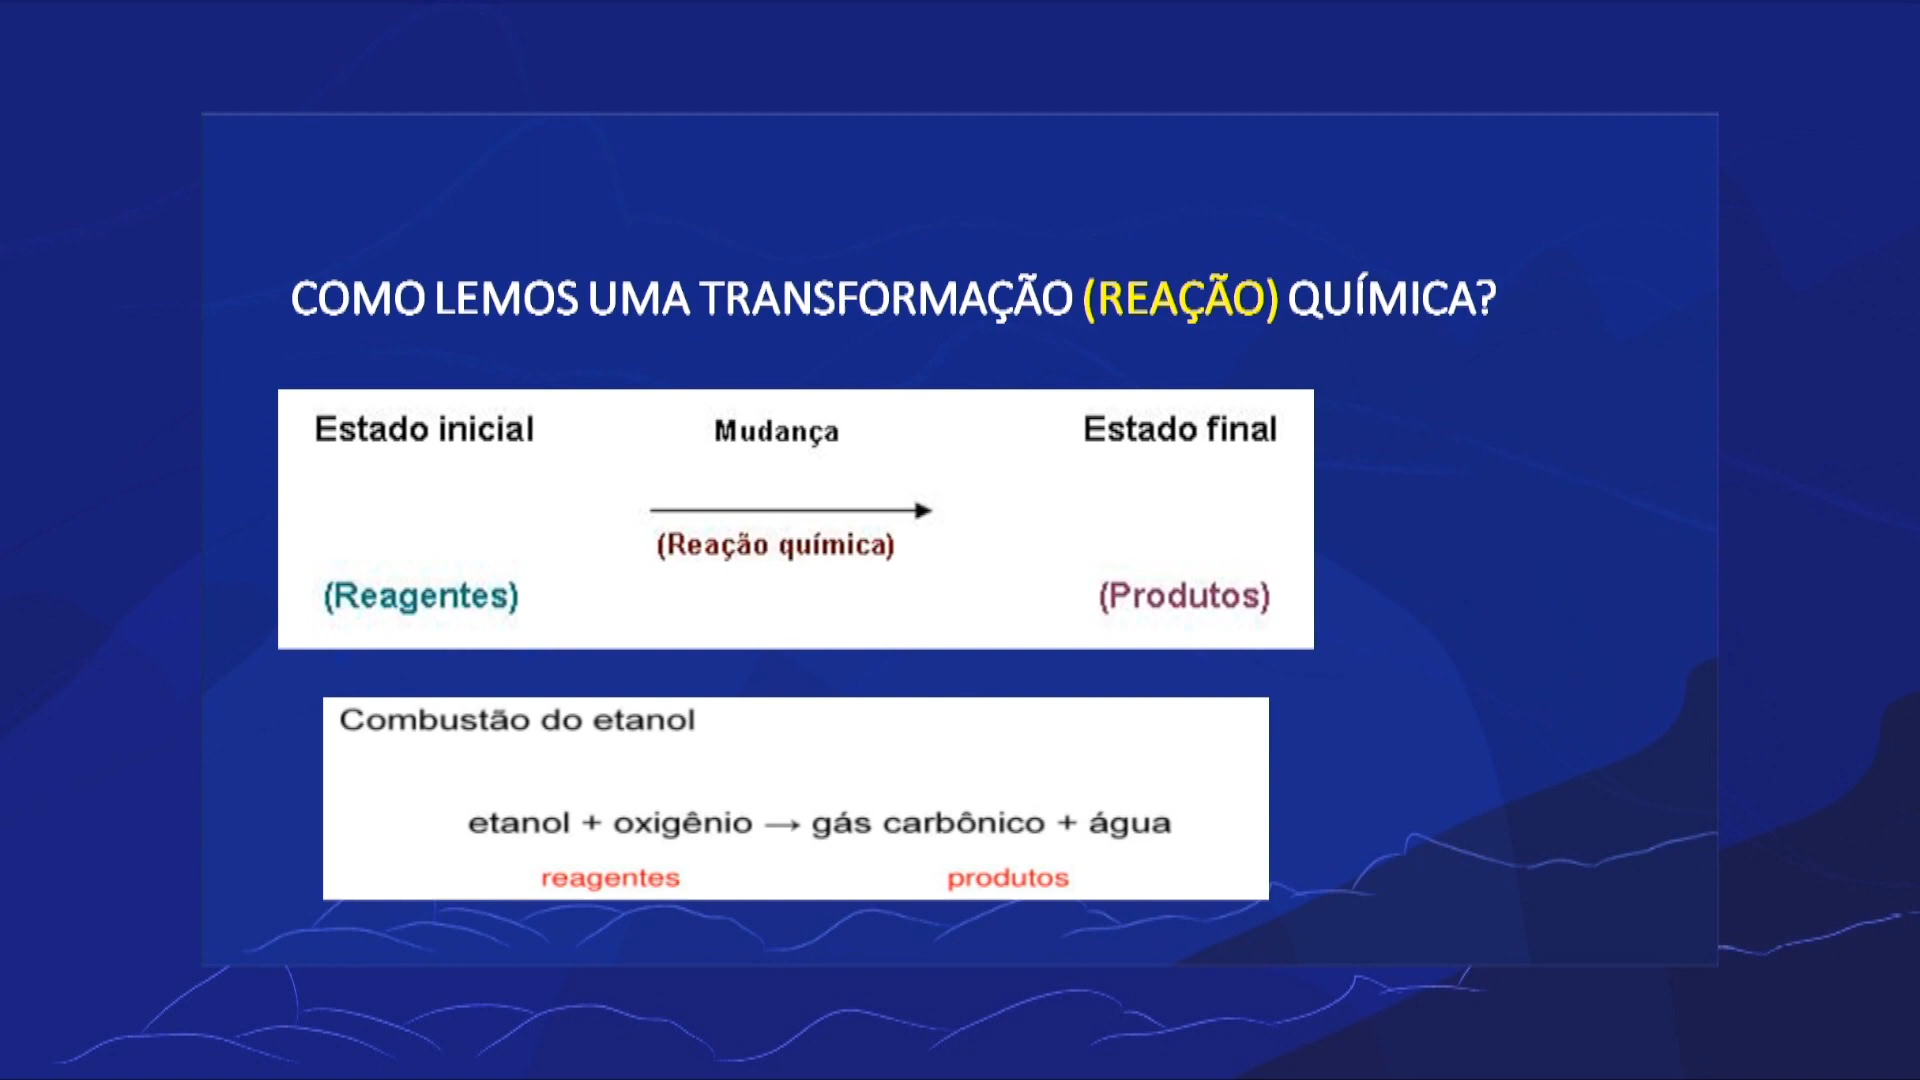 COMO LEMOS UMA TRANSFORMAÇÃO (REAÇÃO) QUÍMICA?
Estado inicial Mudança Estado final
(Reação química)
(Reagentes) (Produtos)
Combustão do etanol
etanol + oxigênio → gás carbônico + água
reagentes produtos